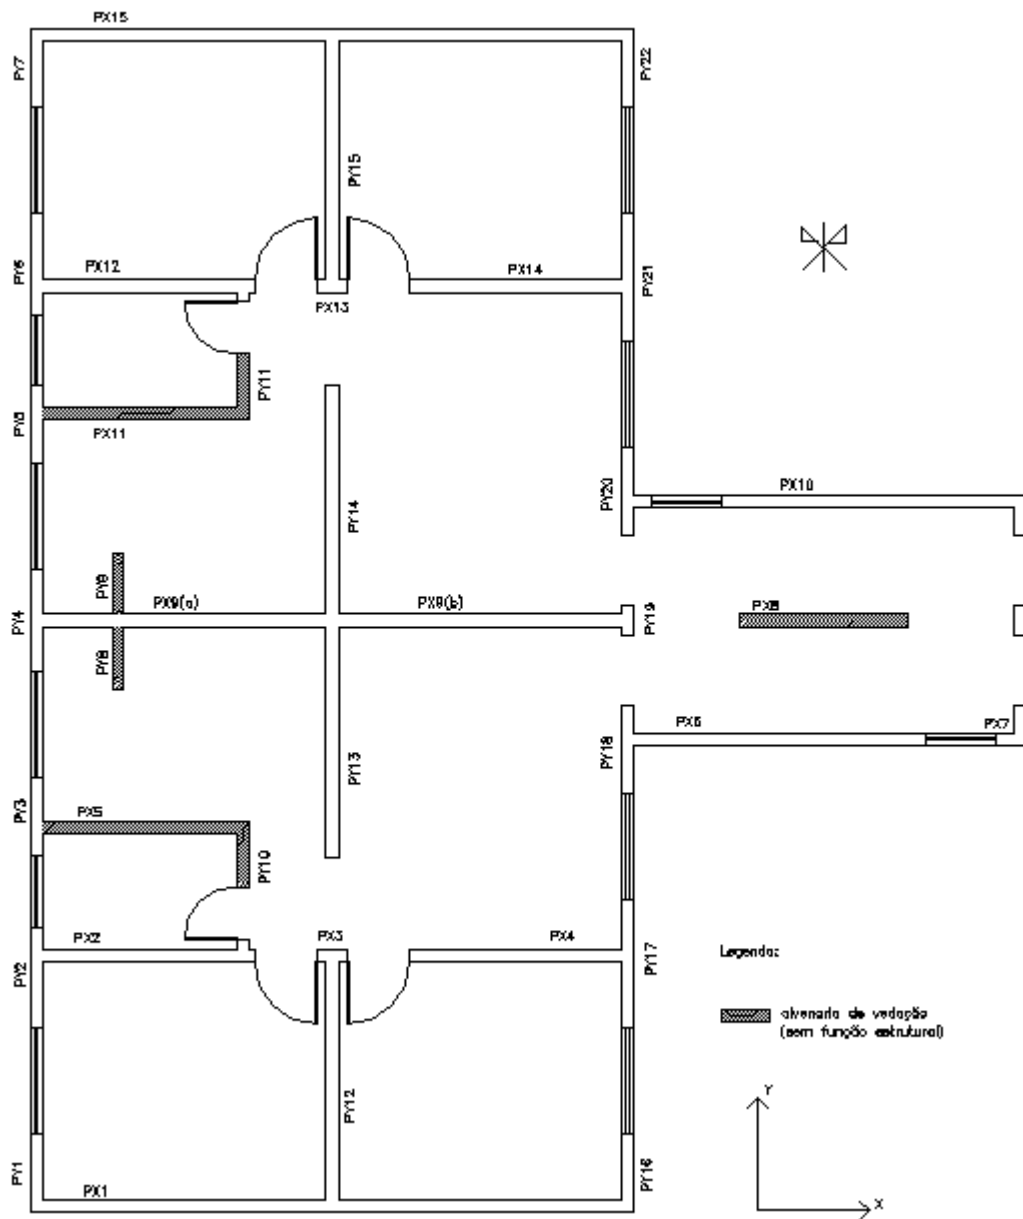 PX15
PY7
PY22
PY15
PY6
PX12
PX14
PY21
PX13
PY11
PY5
PX11
PX10
PY20
PY14
PY9
PX9(a)
PX9(b)
PY4
PY19
PX8
PY8
PX6
PX7
PY13
PY18
PY3
PX5
PY10
PX2
PX3
PX4
PY2
PY17
Legenda:
alvenaria de vedação
(sem função estrutural)
PY12
Y
PY1
PX1
PY16
X